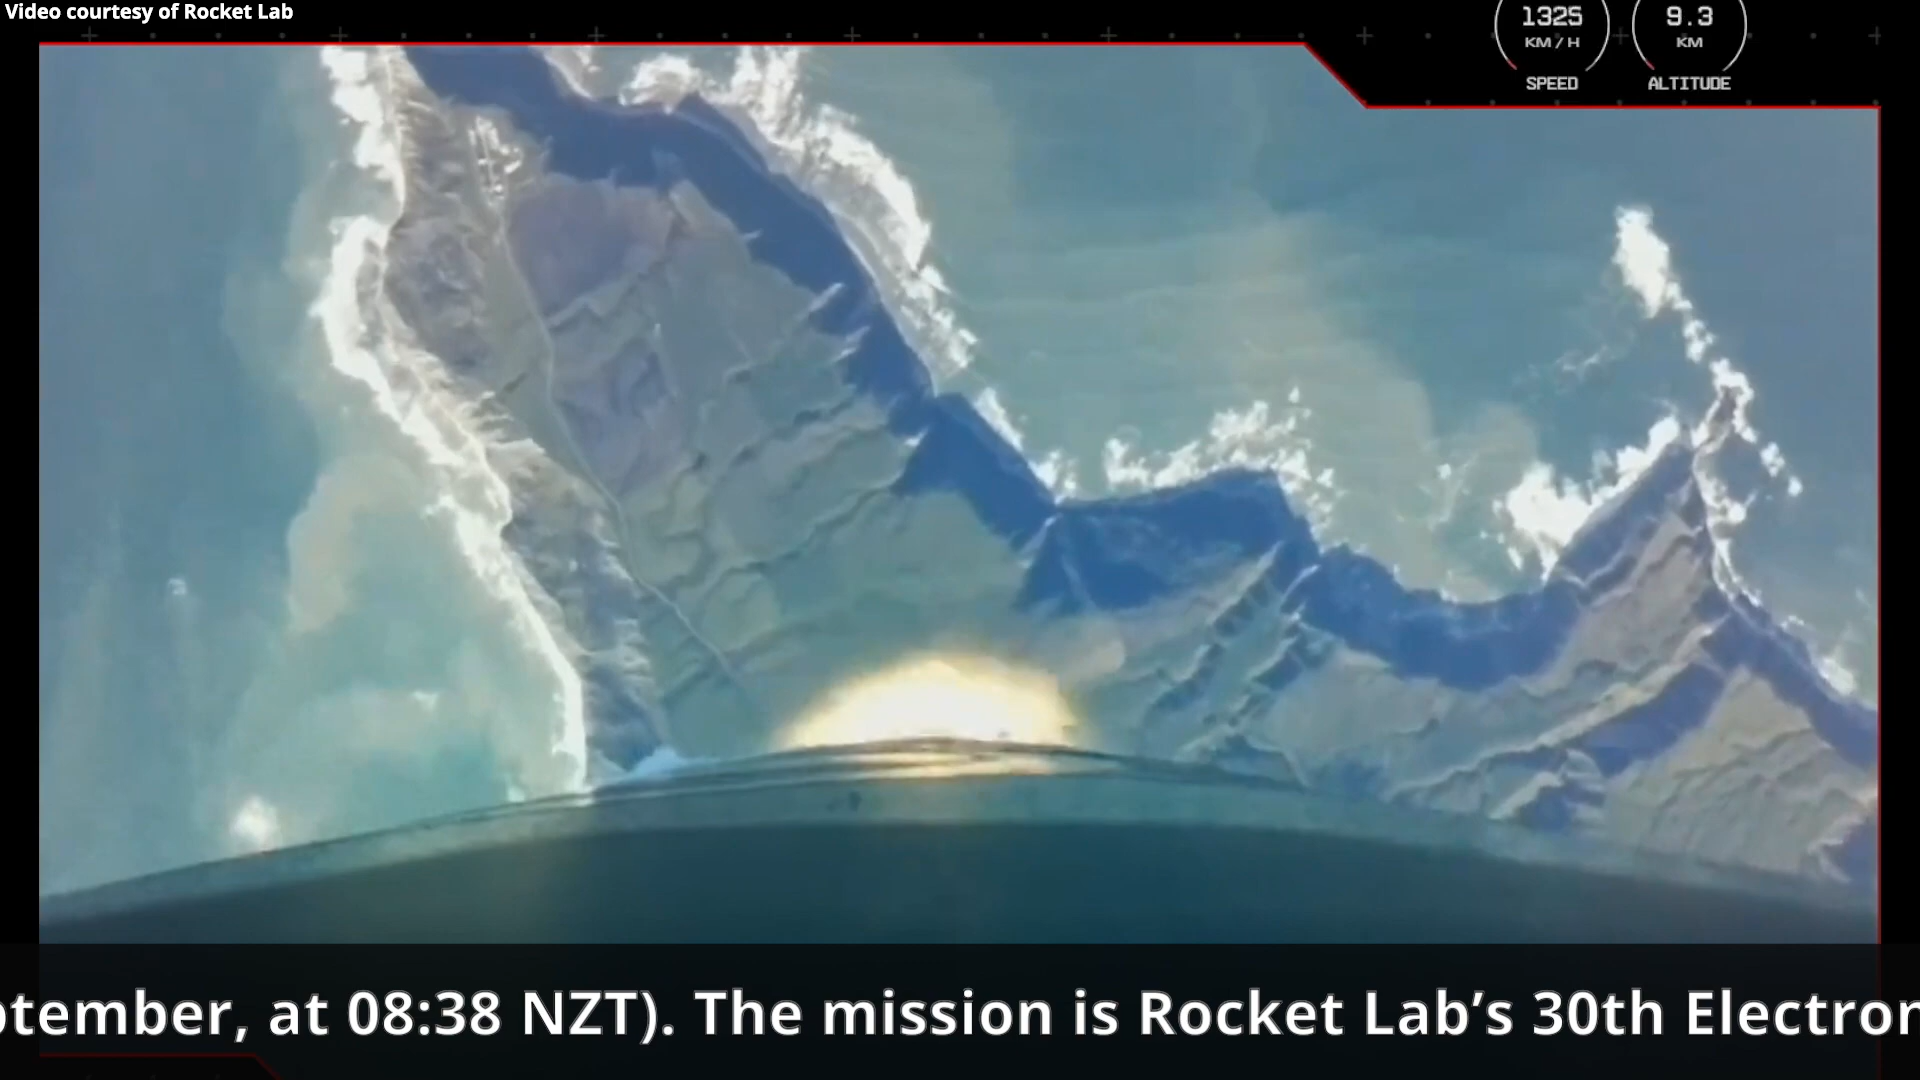 Video courtesy of Rocket Lab
1325
KM/H
SPEED
9.3
KM
ALTITUDE
ptember, at 08:38 NZT). The mission is Rocket Lab’s 30th Electron